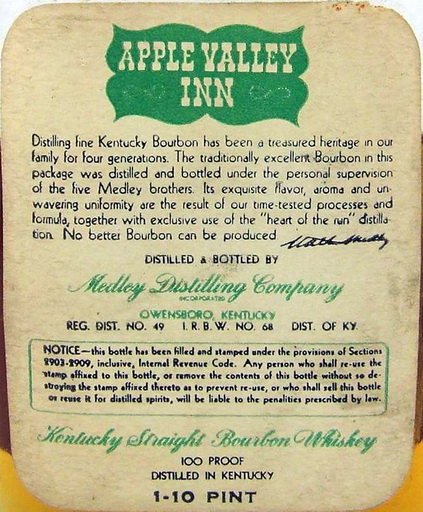 APPLE VALLEY
INN
Distilling fine Kentucky Bourbon has been a treasured heritage in our
family for four generations. The traditionally excellent Bourbon in this
package was distilled and bottled under the personal supervision
of the five Medley brothers. Its exquisite flavor, aroma and un-
wavering uniformity are the result of our time-tested processes and
formula, together with exclusive use of the "heart of the run" distilla-
tion. No better Bourbon can be produced
DISTILLED & BOTTLED BY
Medley Distilling Company
INCORPORATED
OWENSBORO, KENTUCKY
REG. DIST. NO. 49 I.R.B.W. NO. 68 DIST. OF KY.
NOTICE—this bottle has been filled and stamped under the provisions of Sections
2903-2909, inclusive, Internal Revenue Code. Any person who shall re-use the
stamp affixed to this bottle, or remove the contents of this bottle without so de-
stroying the stamp affixed thereto as to prevent re-use, or who shall sell this bottle
or reuse it for distilled spirits, will be liable to the penalties prescribed by law.
Kentucky Straight Bourbon Whiskey
100 PROOF
DISTILLED IN KENTUCKY
1-10 PINT